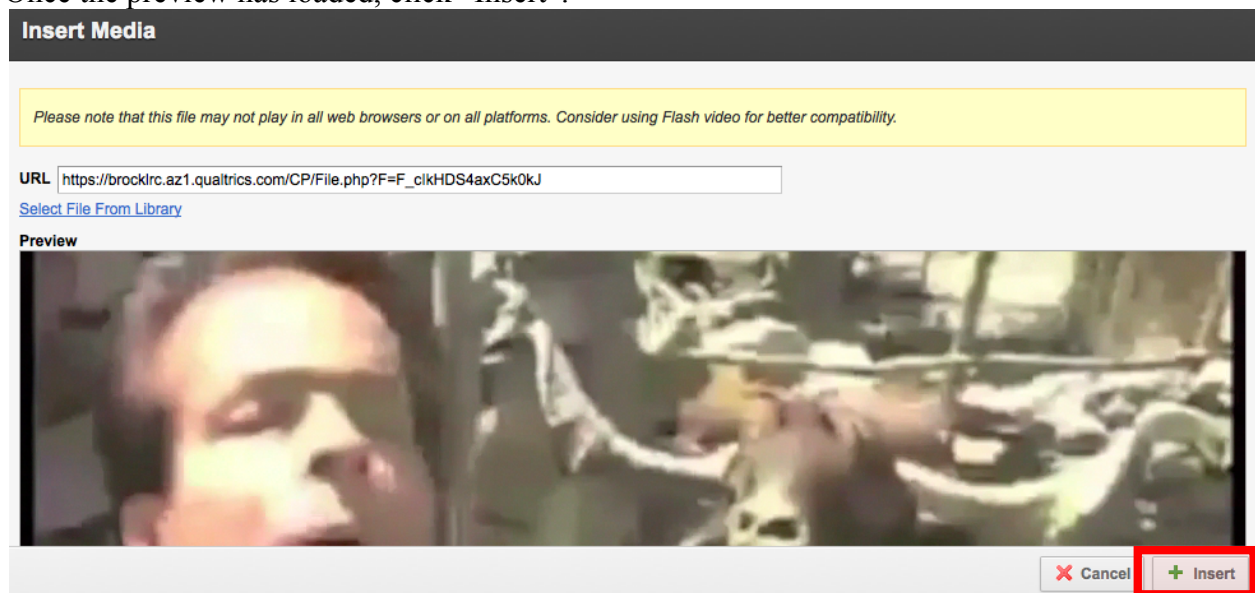 Once the preview has loaded, click "Insert".
Insert Media
Please note that this file may not play in all web browsers or on all platforms. Consider using Flash video for better compatibility.
URL https://brocklrc.az1.qualtrics.com/CP/File.php?F=F_clkHDS4axC5k0kJ
Select File From Library
Preview
Cancel
Insert